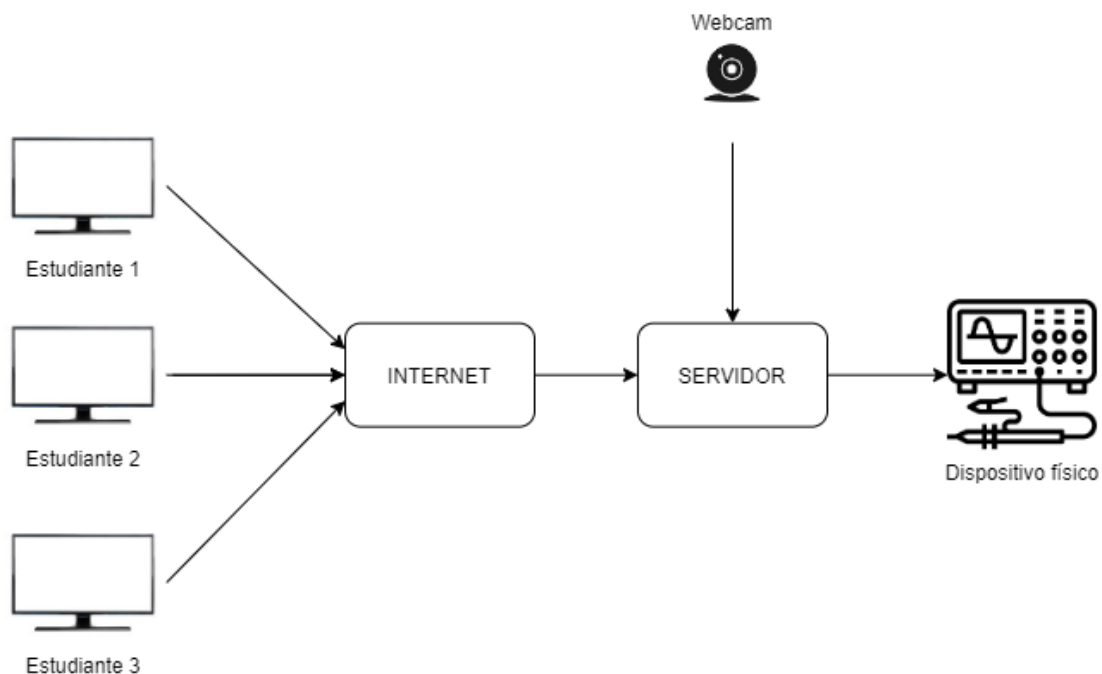 Webcam
Estudiante 1
INTERNET
SERVIDOR
Estudiante 2
Dispositivo físico
Estudiante 3